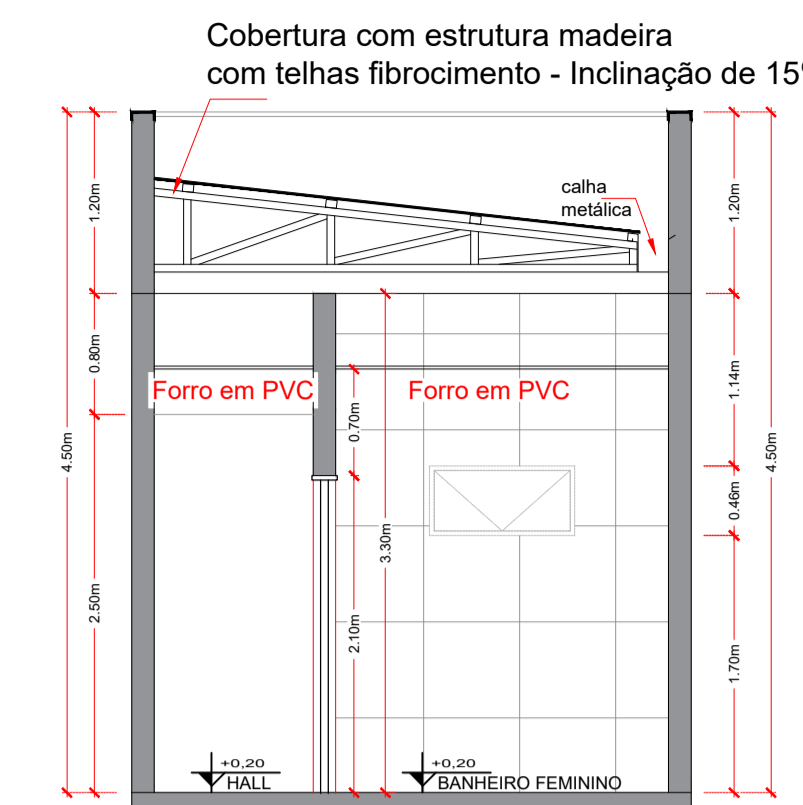 Cobertura com estrutura madeira
com telhas fibrocimento - Inclinação de 15º
calha
metálica
1.20m
1.20m
0.80m
1.14m
Forro em PVC
Forro em PVC
0.70m
4.50m
4.50m
0.46m
3.30m
2.50m
2.10m
1.70m
+0,20
HALL
+0,20
BANHEIRO FEMININO